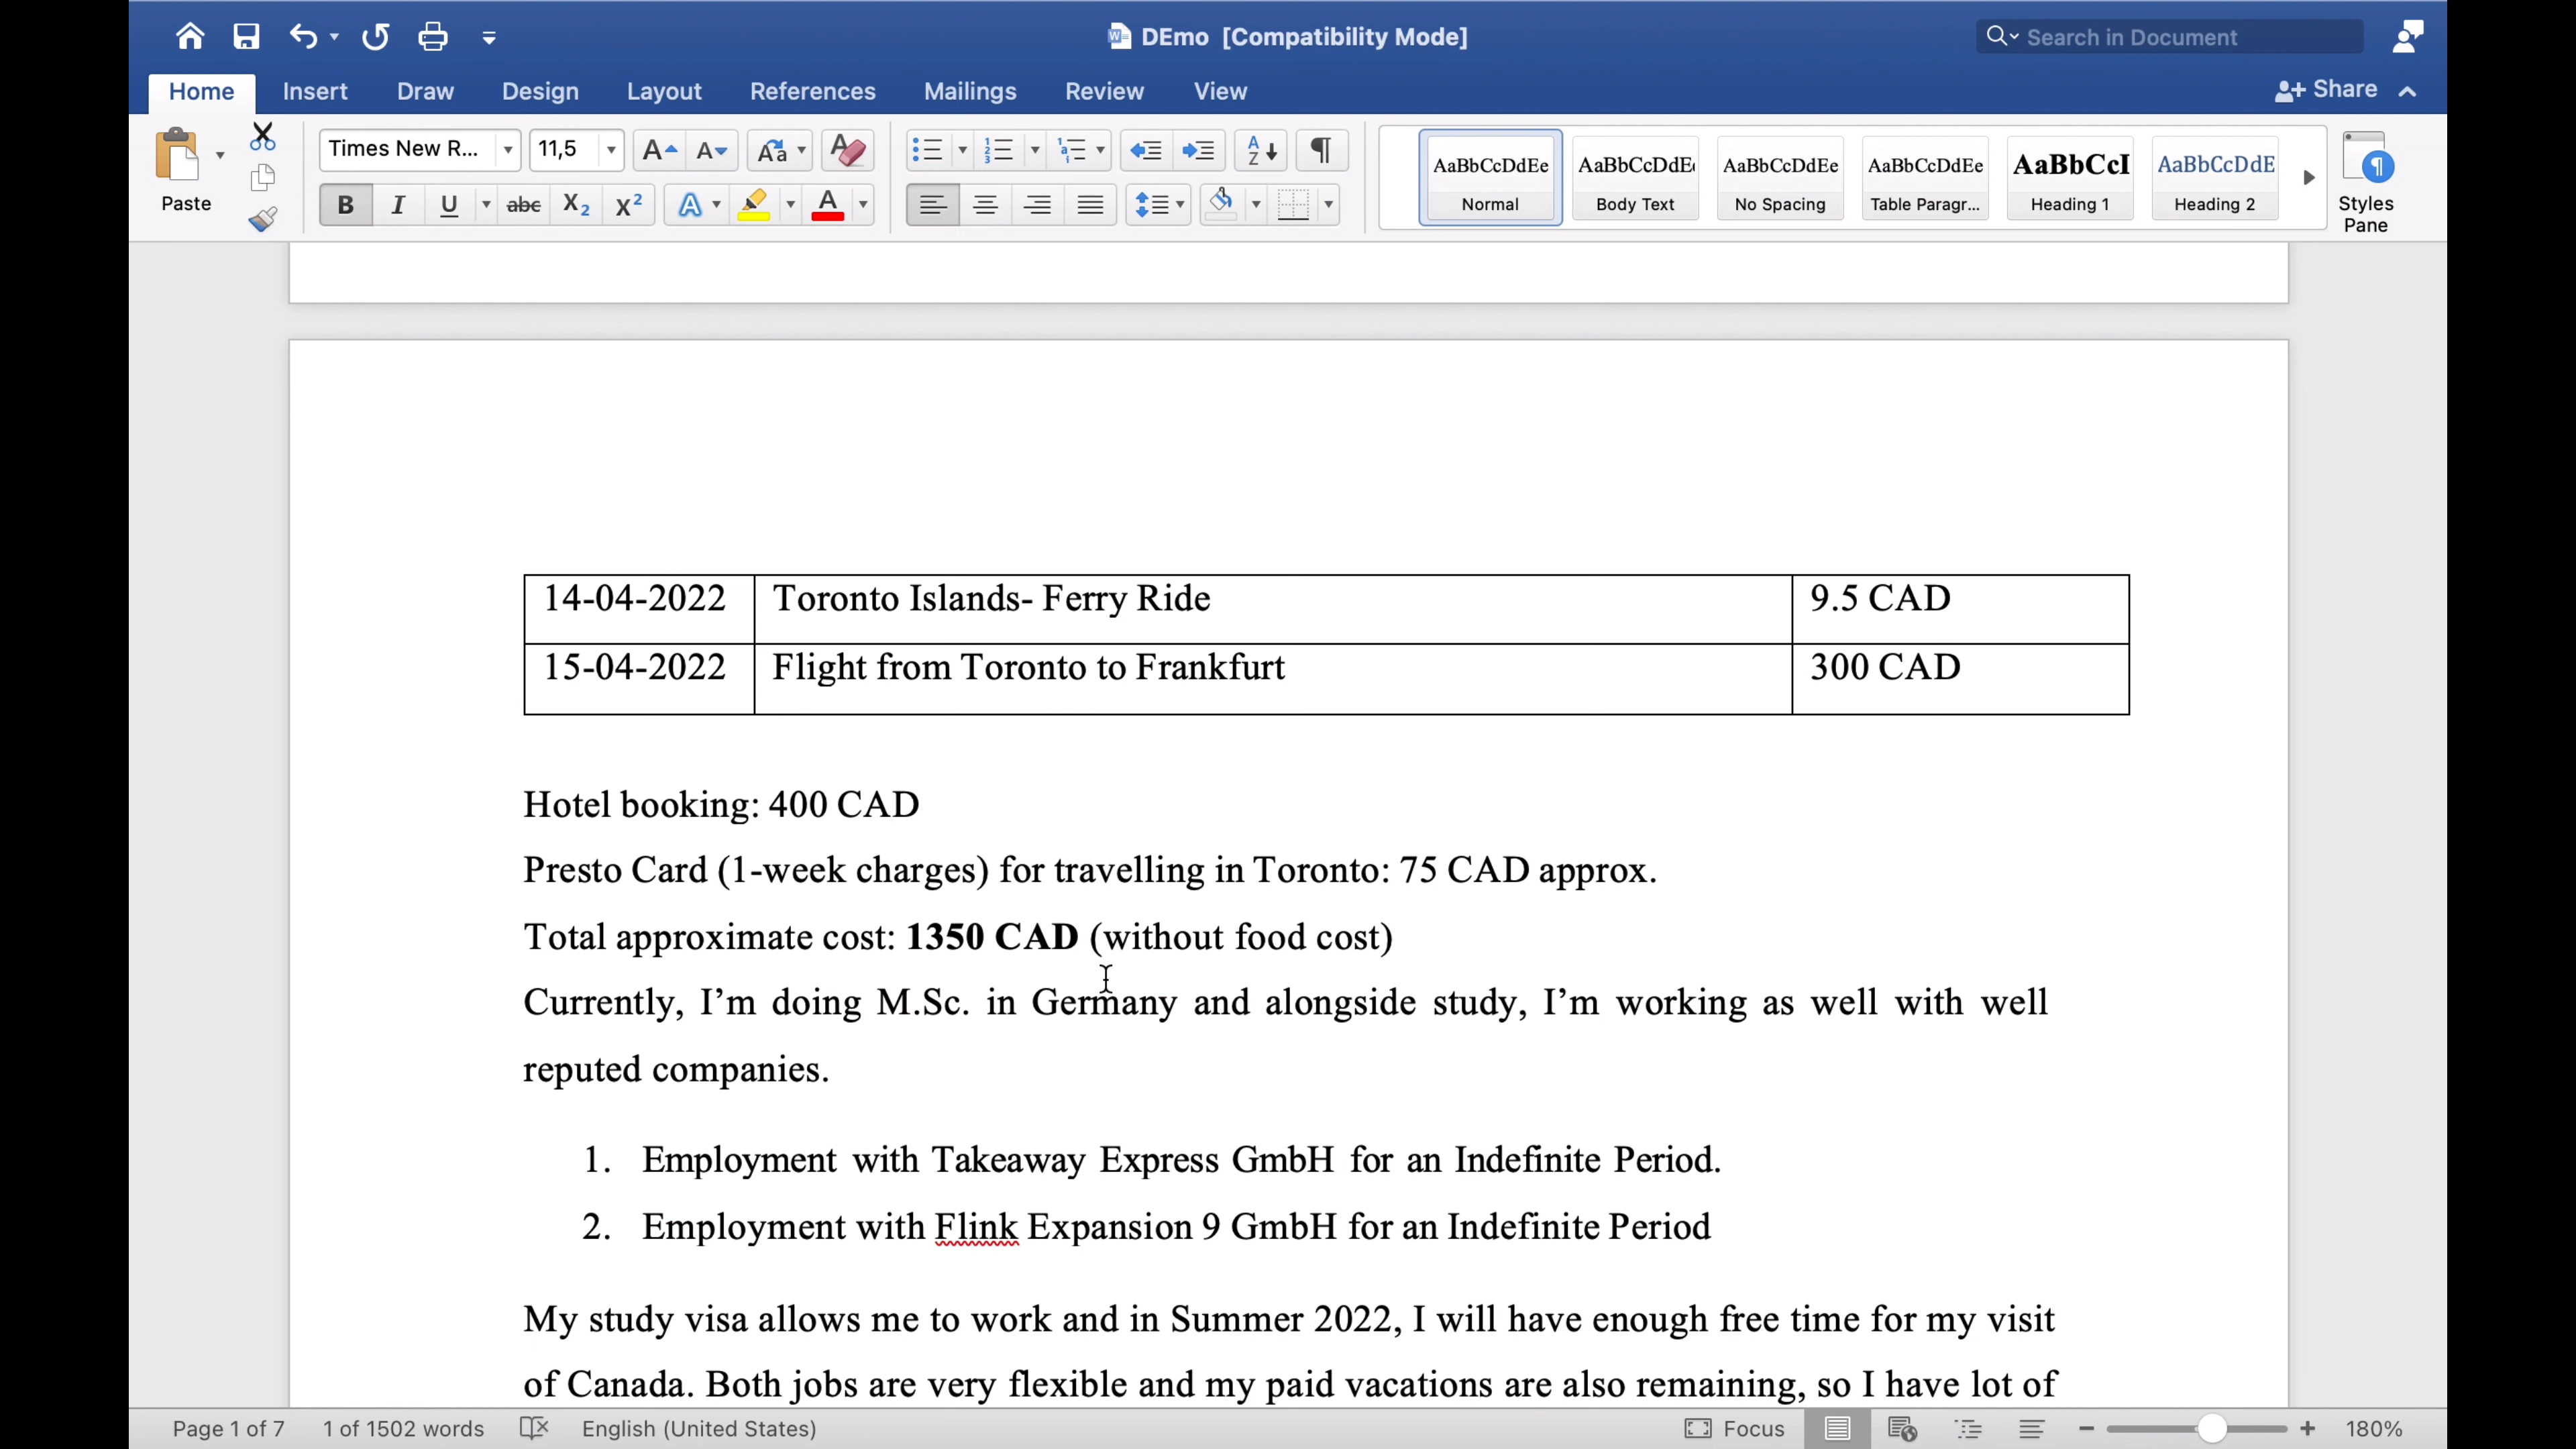 DEmo [Compatibility Mode]
Search in Document
Home Insert Draw Design Layout References Mailings Review View
Share
Paste
Times New R... 11,5
AaBbCcDdEe AaBbCcDdE AaBbCcDdEe AaBbCcDdEe AaBbCcI AaBbCcDdE
Normal Body Text No Spacing Table Paragr... Heading 1 Heading 2
Styles
Pane
14-04-2022 Toronto Islands- Ferry Ride 9.5 CAD
15-04-2022 Flight from Toronto to Frankfurt 300 CAD
Hotel booking: 400 CAD
Presto Card (1-week charges) for travelling in Toronto: 75 CAD approx.
Total approximate cost: 1350 CAD (without food cost)
Currently, I’m doing M.Sc. in Germany and alongside study, I’m working as well with well
reputed companies.
1. Employment with Takeaway Express GmbH for an Indefinite Period.
2. Employment with Flink Expansion 9 GmbH for an Indefinite Period
My study visa allows me to work and in Summer 2022, I will have enough free time for my visit
of Canada. Both jobs are very flexible and my paid vacations are also remaining, so I have lot of
Page 1 of 7 1 of 1502 words English (United States) Focus 180%